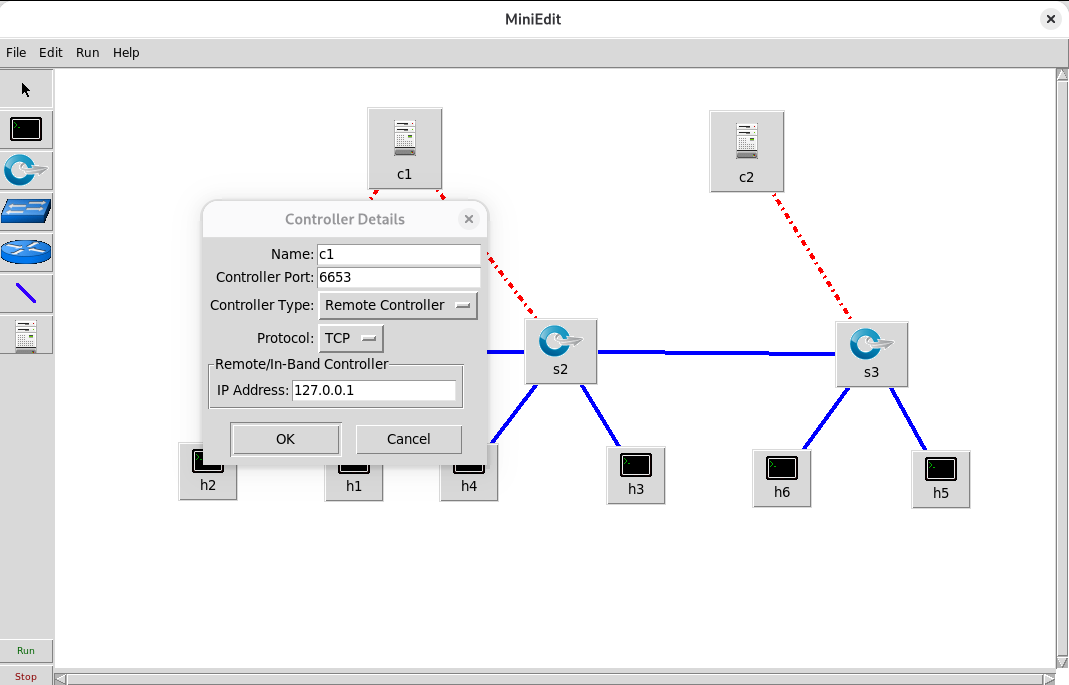 MiniEdit
File Edit Run Help
c1
c2
Controller Details
Name: c1
Controller Port: 6653
Controller Type: Remote Controller
Protocol: TCP
Remote/In-Band Controller
IP Address: 127.0.0.1
OK Cancel
s2
s3
h2
h1
h4
h3
h6
h5
Run
Stop